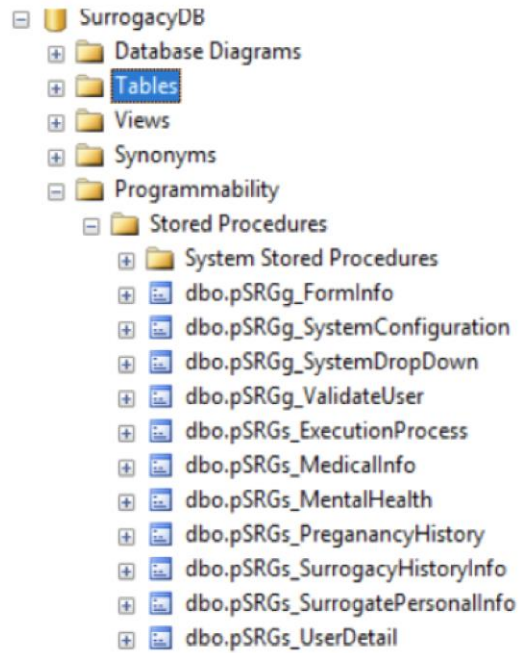 SurrogacyDB
Database Diagrams
Tables
Views
Synonyms
Programmability
Stored Procedures
System Stored Procedures
dbo.pSRGg_FormInfo
dbo.pSRGg_SystemConfiguration
dbo.pSRGg_SystemDropDown
dbo.pSRGg_ValidateUser
dbo.pSRGs_ExecutionProcess
dbo.pSRGs_MedicalInfo
dbo.pSRGs_MentalHealth
dbo.pSRGs_PreganancyHistory
dbo.pSRGs_SurrogacyHistoryInfo
dbo.pSRGs_SurrogatePersonalInfo
dbo.pSRGs_UserDetail